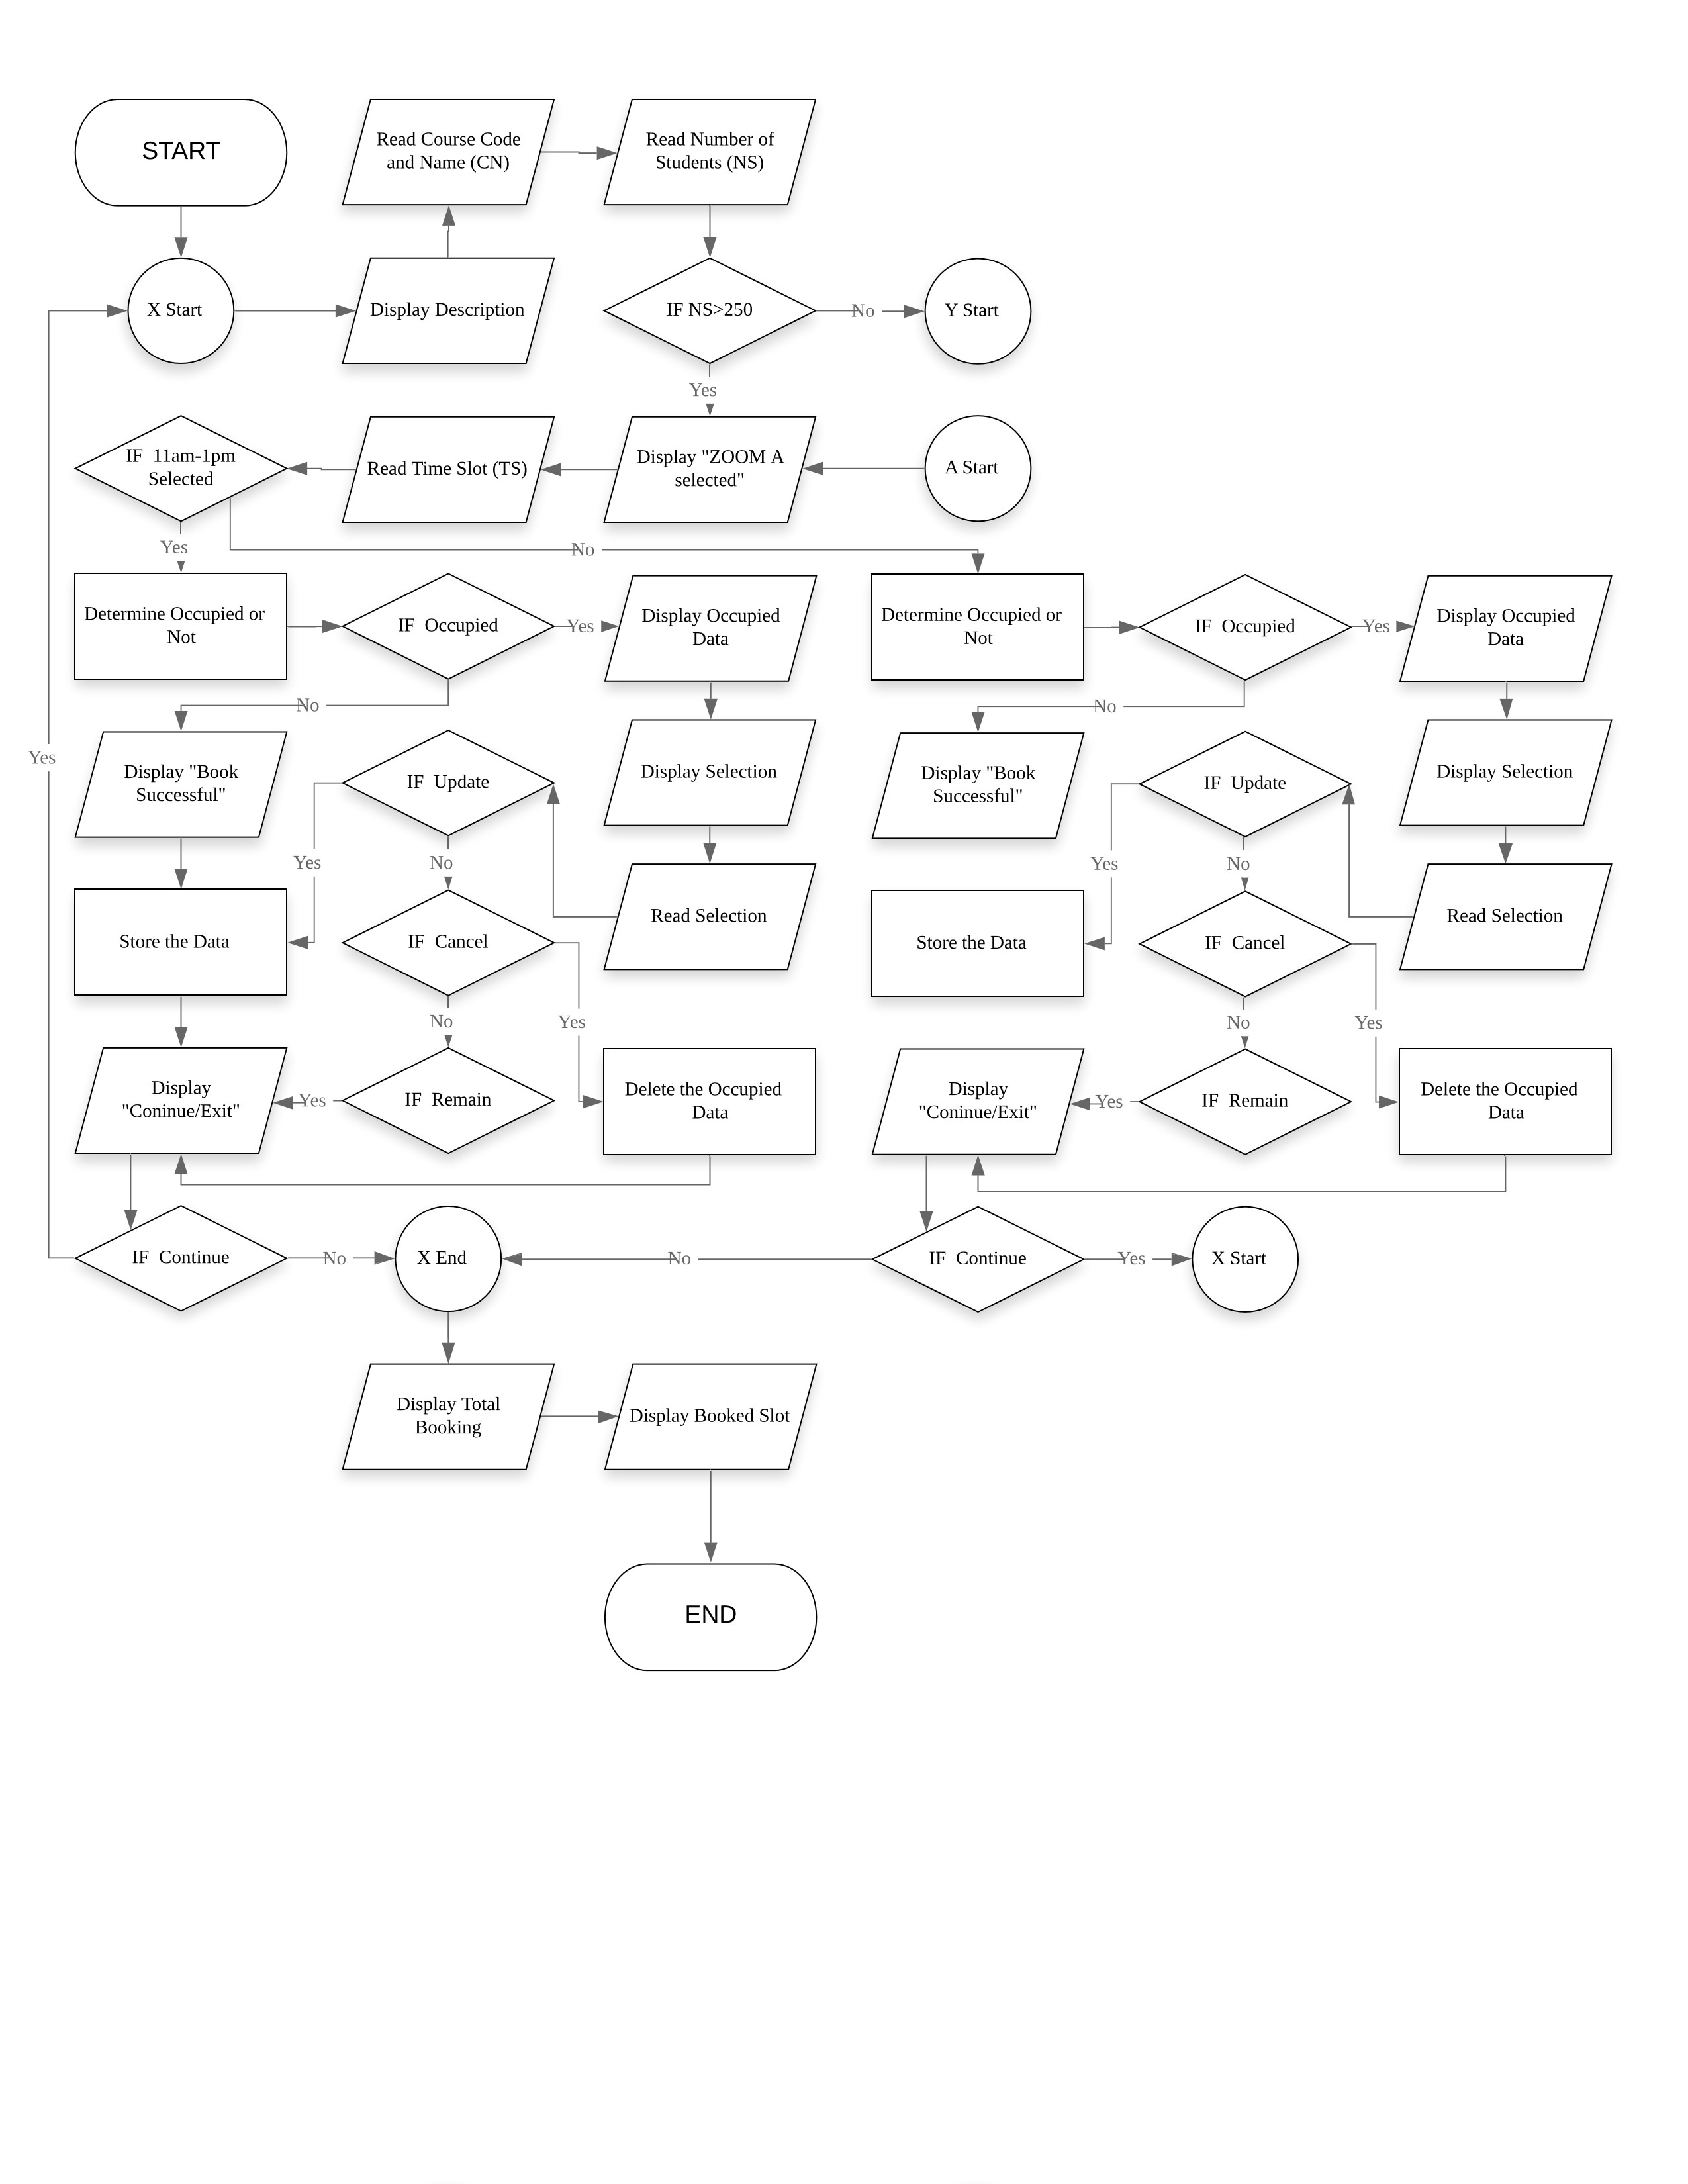 START
Read Course Code
and Name (CN)
Read Number of
Students (NS)
X Start
Display Description
IF NS>250
No
Y Start
Yes
IF  11am-1pm
Selected
Read Time Slot (TS)
Display "ZOOM A
selected"
A Start
Yes
No
Determine Occupied or
Not
IF  Occupied
Yes
Display Occupied
Data
Determine Occupied or
Not
IF  Occupied
Yes
Display Occupied
Data
No
No
Yes
Display "Book
Successful"
IF  Update
Display Selection
Display "Book
Successful"
IF  Update
Display Selection
Yes
No
Yes
No
Store the Data
IF  Cancel
Read Selection
Store the Data
IF  Cancel
Read Selection
No
Yes
No
Yes
Display
"Coninue/Exit"
Yes
IF  Remain
Delete the Occupied
Data
Display
"Coninue/Exit"
Yes
IF  Remain
Delete the Occupied
Data
IF  Continue
No
X End
No
IF  Continue
Yes
X Start
Display Total
Booking
Display Booked Slot
END